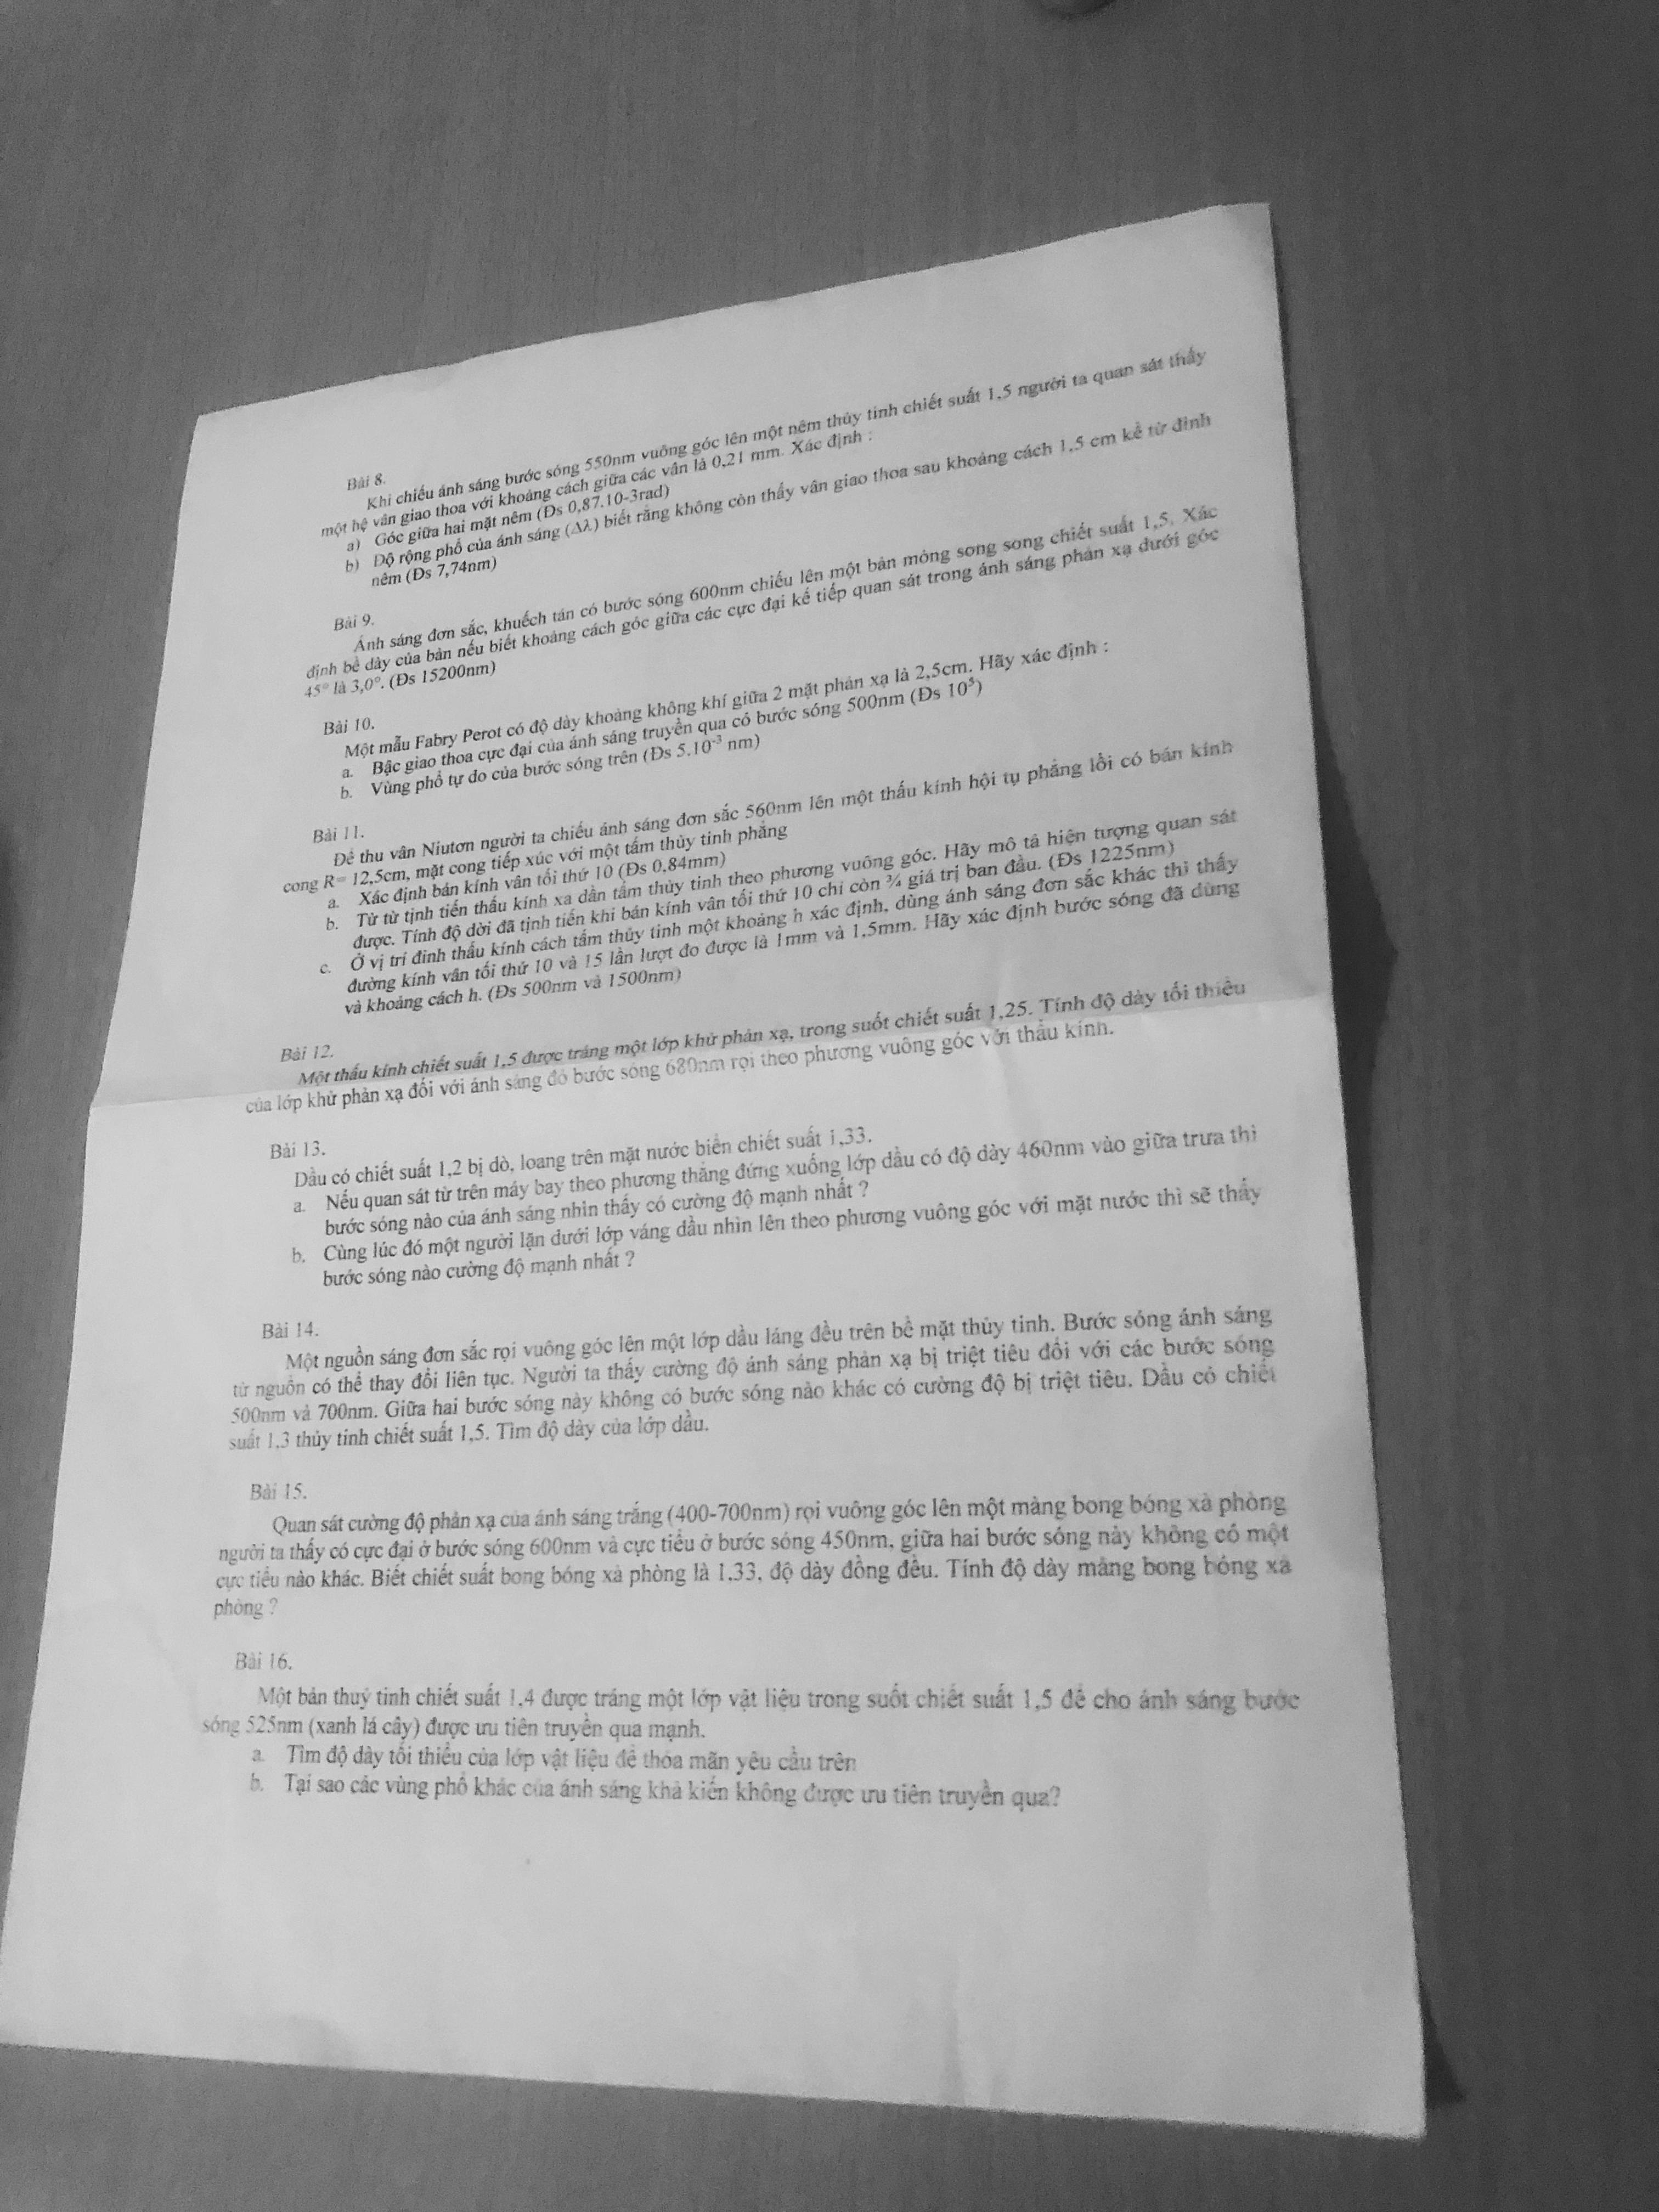 Bài 8.
Khi chiếu ánh sáng bước sóng 550nm vuông góc lên một nêm thủy tinh chiết suất 1,5 người ta quan sát thấy
một hệ vân giao thoa với khoảng cách giữa các vân là 0,21 mm. Xác định :
a) Góc giữa hai mặt nêm (Đs 0,87.10-3rad)
b) Độ rộng phổ của ánh sáng (Δλ) biết rằng không còn thấy vân giao thoa sau khoảng cách 1,5 cm kể từ đỉnh
nêm (Đs 7,74nm)
Bài 9.
Ánh sáng đơn sắc, khuếch tán có bước sóng 600nm chiếu lên một bản mỏng song song chiết suất 1,5. Xác
định bề dày của bản nếu biết khoảng cách góc giữa các cực đại kế tiếp quan sát trong ánh sáng phản xạ dưới góc
45° là 3,0°. (Đs 15200nm)
Bài 10.
Một mẫu Fabry Perot có độ dày khoảng không khí giữa 2 mặt phản xạ là 2,5cm. Hãy xác định :
a. Bậc giao thoa cực đại của ánh sáng truyền qua có bước sóng 500nm (Đs 10⁵)
b. Vùng phổ tự do của bước sóng trên (Đs 5.10⁻³ nm)
Bài 11.
Để thu vân Niutơn người ta chiếu ánh sáng đơn sắc 560nm lên một thấu kính hội tụ phẳng lồi có bán kính
cong R= 12,5cm, mặt cong tiếp xúc với một tấm thủy tinh phẳng
a. Xác định bán kính vân tối thứ 10 (Đs 0,84mm)
b. Từ từ tịnh tiến thấu kính xa dần tấm thủy tinh theo phương vuông góc. Hãy mô tả hiện tượng quan sát
được. Tính độ dời đã tịnh tiến khi bán kính vân tối thứ 10 chỉ còn ¾ giá trị ban đầu. (Đs 1225nm)
c. Ở vị trí đỉnh thấu kính cách tấm thủy tinh một khoảng h xác định, dùng ánh sáng đơn sắc khác thì thấy
đường kính vân tối thứ 10 và 15 lần lượt đo được là 1mm và 1,5mm. Hãy xác định bước sóng đã dùng
và khoảng cách h. (Đs 500nm và 1500nm)
Bài 12.
Một thấu kính chiết suất 1,5 được tráng một lớp khử phản xạ, trong suốt chiết suất 1,25. Tính độ dày tối thiểu
của lớp khử phản xạ đối với ánh sáng đỏ bước sóng 680nm rọi theo phương vuông góc với thấu kính.
Bài 13.
Dầu có chiết suất 1,2 bị dò, loang trên mặt nước biển chiết suất 1,33.
a. Nếu quan sát từ trên máy bay theo phương thẳng đứng xuống lớp dầu có độ dày 460nm vào giữa trưa thì
bước sóng nào của ánh sáng nhìn thấy có cường độ mạnh nhất ?
b. Cùng lúc đó một người lặn dưới lớp váng dầu nhìn lên theo phương vuông góc với mặt nước thì sẽ thấy
bước sóng nào cường độ mạnh nhất ?
Bài 14.
Một nguồn sáng đơn sắc rọi vuông góc lên một lớp dầu láng đều trên bề mặt thủy tinh. Bước sóng ánh sáng
từ nguồn có thể thay đổi liên tục. Người ta thấy cường độ ánh sáng phản xạ bị triệt tiêu đối với các bước sóng
500nm và 700nm. Giữa hai bước sóng này không có bước sóng nào khác có cường độ bị triệt tiêu. Dầu có chiết
suất 1,3 thủy tinh chiết suất 1,5. Tìm độ dày của lớp dầu.
Bài 15.
Quan sát cường độ phản xạ của ánh sáng trắng (400-700nm) rọi vuông góc lên một màng bong bóng xà phòng
người ta thấy có cực đại ở bước sóng 600nm và cực tiểu ở bước sóng 450nm, giữa hai bước sóng này không có một
cực tiểu nào khác. Biết chiết suất bong bóng xà phòng là 1,33, độ dày đồng đều. Tính độ dày màng bong bóng xà
phòng ?
Bài 16.
Một bản thuỷ tinh chiết suất 1,4 được tráng một lớp vật liệu trong suốt chiết suất 1,5 để cho ánh sáng bước
sóng 525nm (xanh lá cây) được ưu tiên truyền qua mạnh.
a. Tìm độ dày tối thiểu của lớp vật liệu để thỏa mãn yêu cầu trên
b. Tại sao các vùng phổ khác của ánh sáng khả kiến không được ưu tiên truyền qua?